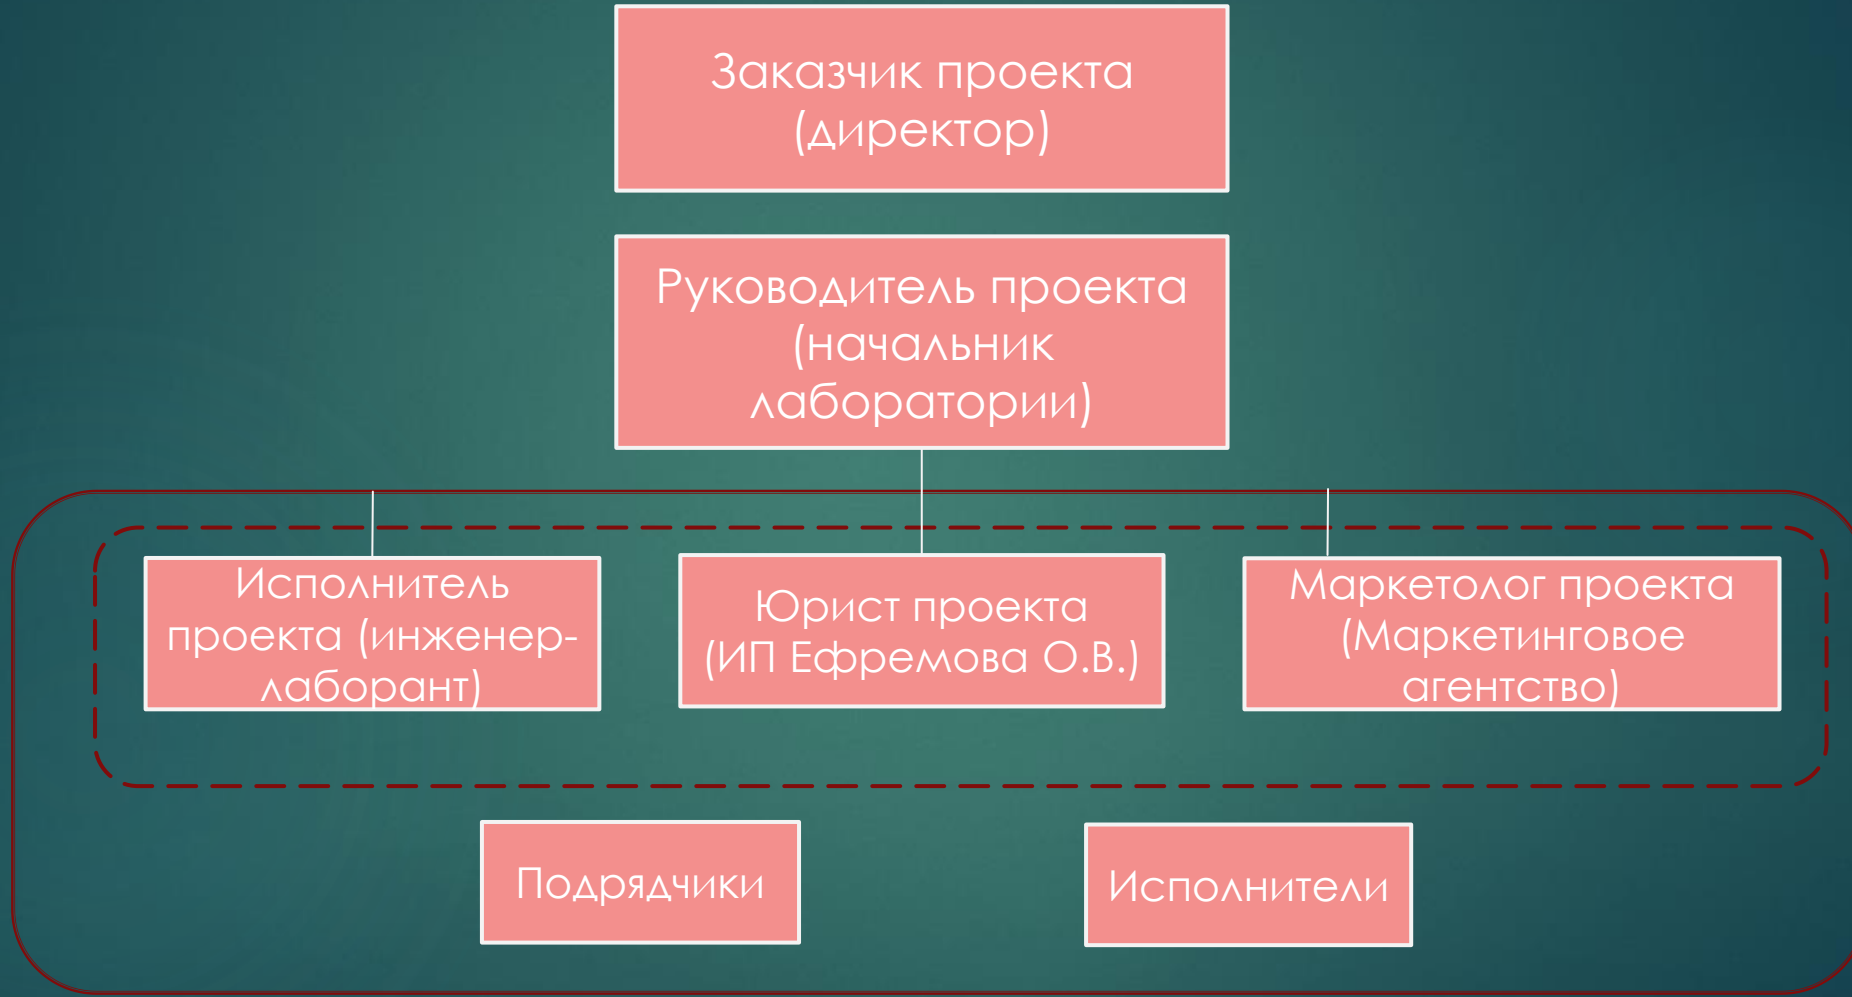 Заказчик проекта
(директор)
Руководитель проекта
(начальник
лаборатории)
Исполнитель
проекта (инженер-
лаборант)
Юрист проекта
(ИП Ефремова О.В.)
Маркетолог проекта
(Маркетинговое
агентство)
Подрядчики
Исполнители